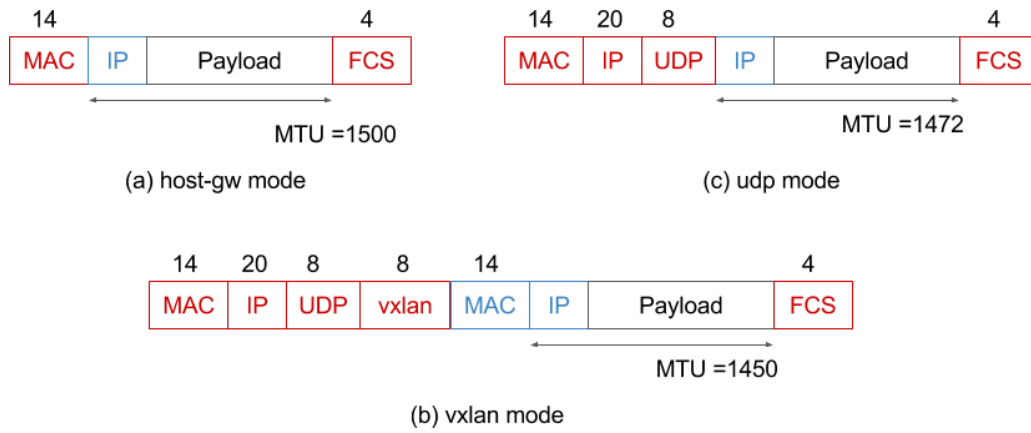 14 4
MAC IP Payload FCS
MTU =1500
(a) host-gw mode
14 20 8 4
MAC IP UDP IP Payload FCS
MTU =1472
(c) udp mode
14 20 8 8 14 4
MAC IP UDP vxlan MAC IP Payload FCS
MTU =1450
(b) vxlan mode